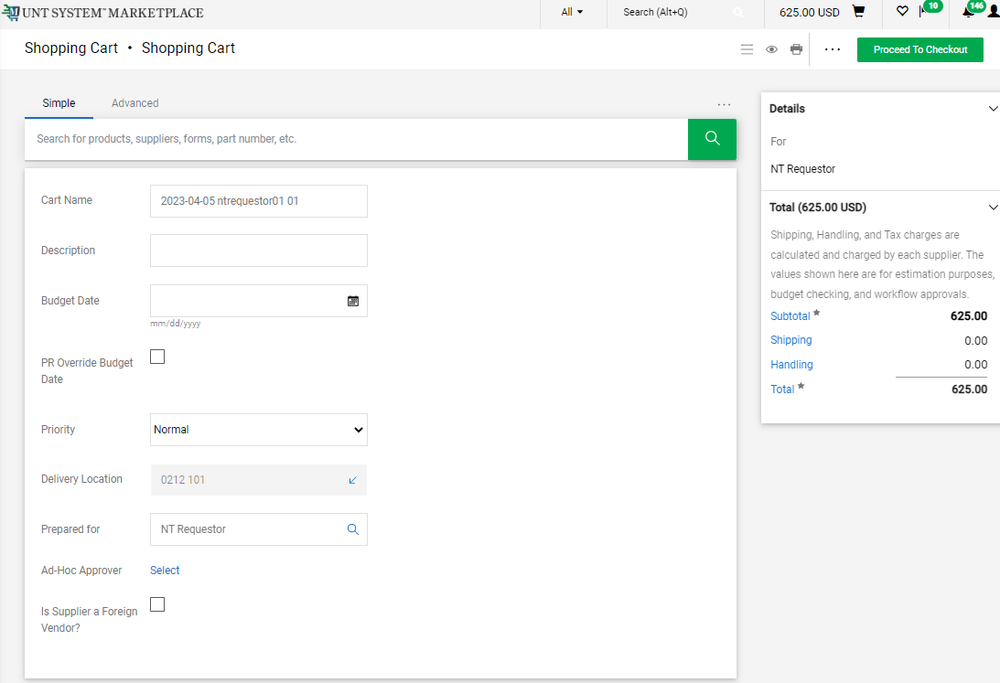 UNT SYSTEM™ MARKETPLACE
All
Search (Alt+Q)
625.00 USD
10
146
Shopping Cart • Shopping Cart
Proceed To Checkout
Simple
Advanced
Search for products, suppliers, forms, part number, etc.
Cart Name
2023-04-05 ntrequestor01 01
Description
Budget Date
mm/dd/yyyy
PR Override Budget
Date
Priority
Normal
Delivery Location
0212 101
Prepared for
NT Requestor
Ad-Hoc Approver
Select
Is Supplier a Foreign
Vendor?
Details
For
NT Requestor
Total (625.00 USD)
Shipping, Handling, and Tax charges are
calculated and charged by each supplier. The
values shown here are for estimation purposes,
budget checking, and workflow approvals.
Subtotal ★ 625.00
Shipping 0.00
Handling 0.00
Total ★ 625.00